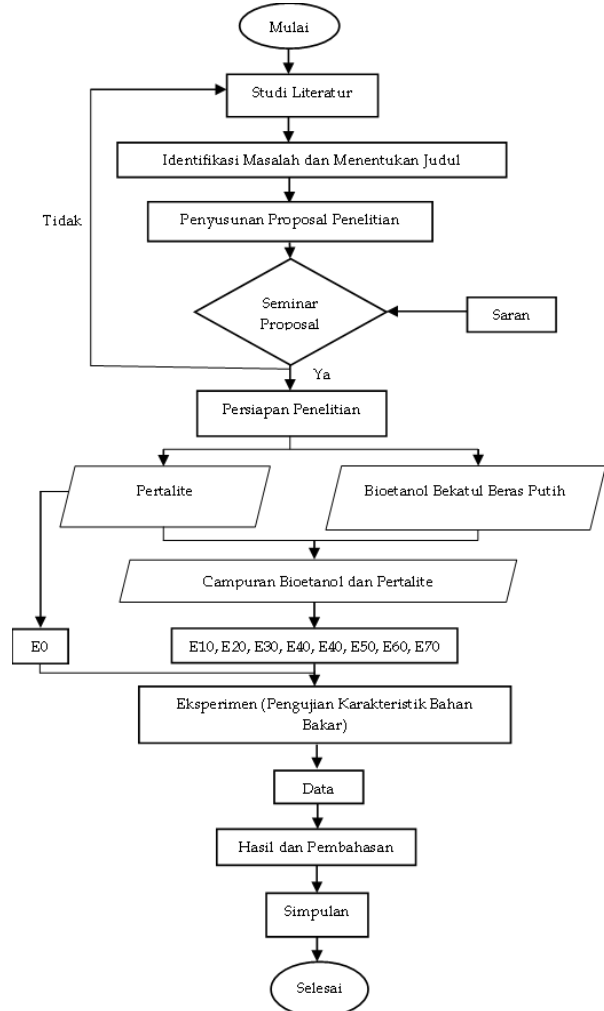 Mulai
Studi Literatur
Identifikasi Masalah dan Menentukan Judul
Tidak
Penyusunan Proposal Penelitian
Seminar
Proposal
Saran
Ya
Persiapan Penelitian
Pertalite
Bioetanol Bekatul Beras Putih
Campuran Bioetanol dan Pertalite
E0
E10, E20, E30, E40, E40, E50, E60, E70
Eksperimen (Pengujian Karakteristik Bahan
Bakar)
Data
Hasil dan Pembahasan
Simpulan
Selesai